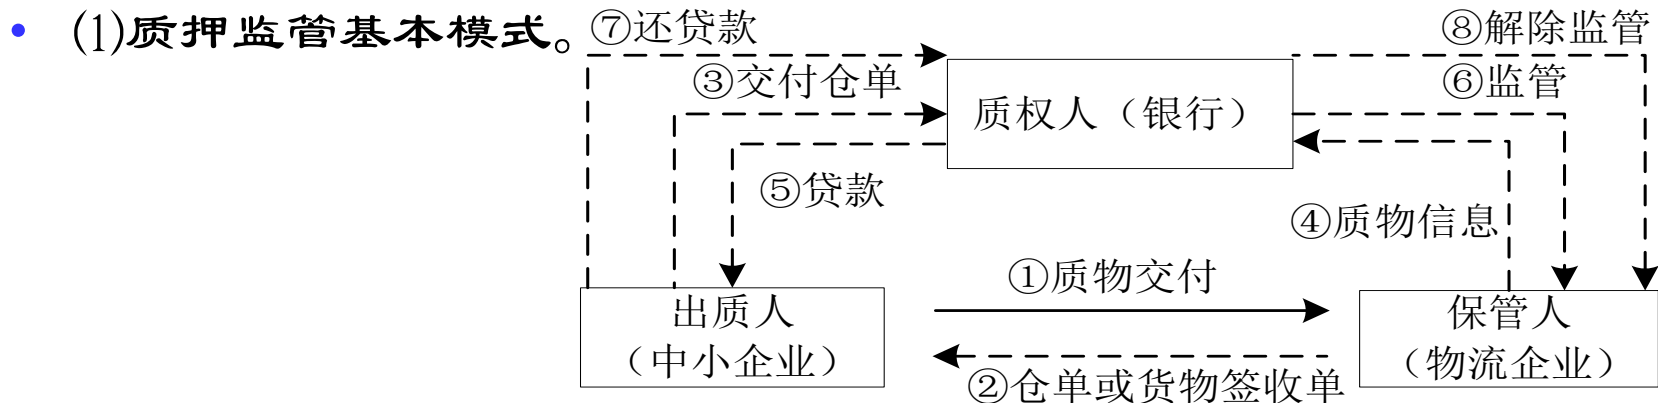 • (1)质押监管基本模式。
⑦还贷款
⑧解除监管
③交付仓单
⑥监管
质权人（银行）
⑤贷款
④质物信息
①质物交付
出质人
（中小企业）
保管人
（物流企业）
②仓单或货物签收单